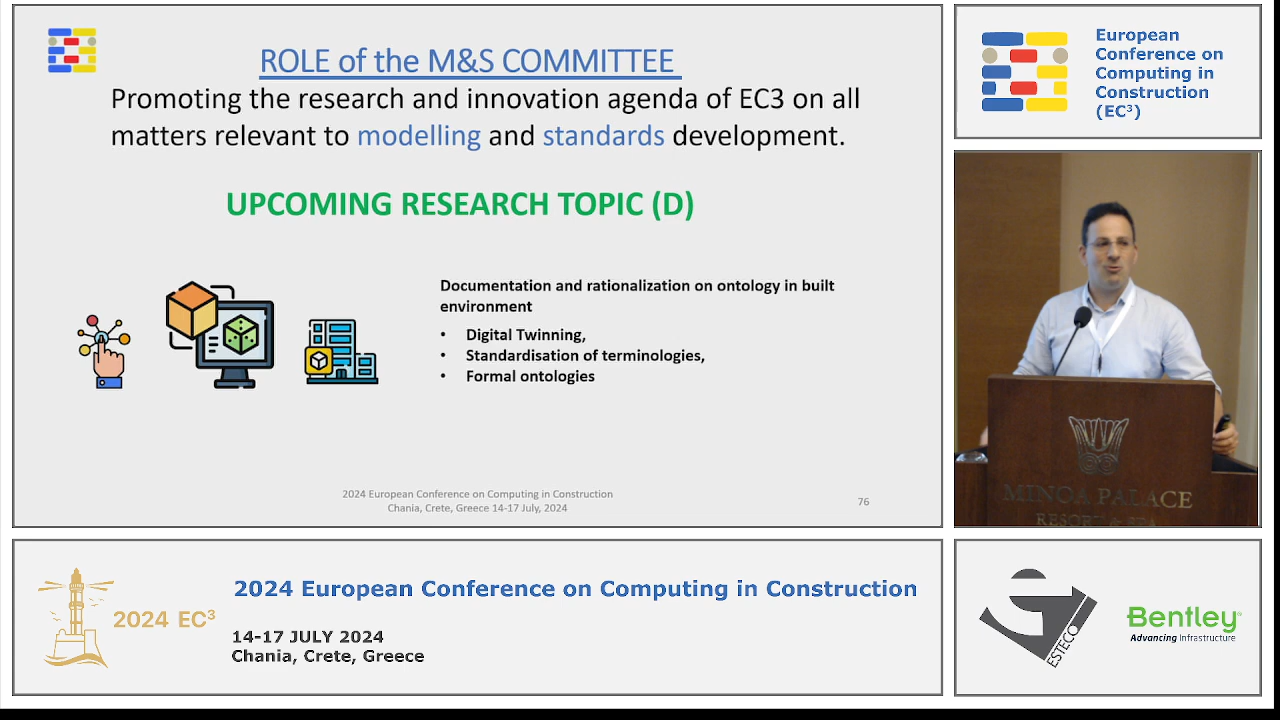 ROLE of the M&S COMMITTEE
Promoting the research and innovation agenda of EC3 on all
matters relevant to modelling and standards development.
UPCOMING RESEARCH TOPIC (D)
Documentation and rationalization on ontology in built
environment
• Digital Twinning,
• Standardisation of terminologies,
• Formal ontologies
2024 European Conference on Computing in Construction
Chania, Crete, Greece 14-17 July, 2024
76
European
Conference on
Computing in
Construction
(EC³)
MINOA PALACE
RESORT & SPA
2024 EC³
2024 European Conference on Computing in Construction
14-17 JULY 2024
Chania, Crete, Greece
ESTECO
Bentley®
Advancing Infrastructure